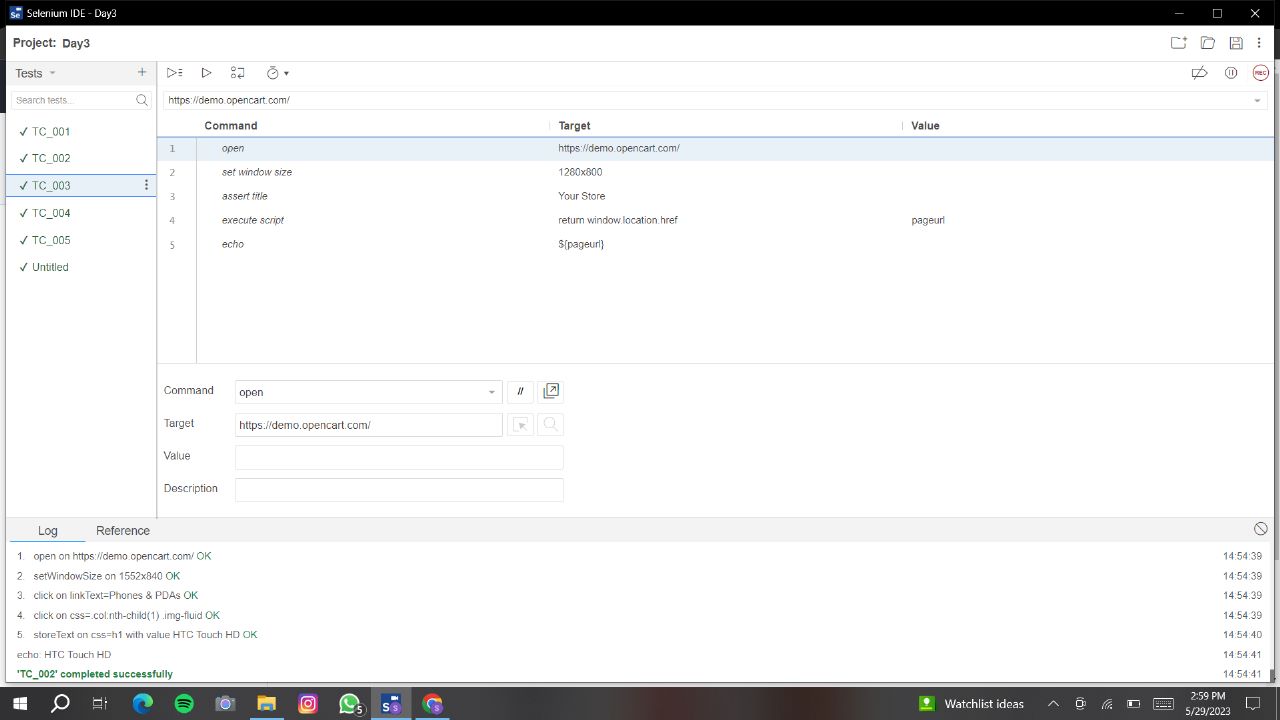 Selenium IDE - Day3
Project: Day3
Tests
Search tests...
https://demo.opencart.com/
Command Target Value
TC_001
TC_002
TC_003
TC_004
TC_005
Untitled
1 open https://demo.opencart.com/
2 set window size 1280x800
3 assert title Your Store
4 execute script return window.location.href pageurl
5 echo ${pageurl}
REC
Command open //
Target https://demo.opencart.com/
Value
Description
Log Reference
1. open on https://demo.opencart.com/ OK 14:54:39
2. setWindowSize on 1552x840 OK 14:54:39
3. click on linkText=Phones & PDAs OK 14:54:39
4. click on css=.col:nth-child(1) .img-fluid OK 14:54:39
5. storeText on css=h1 with value HTC Touch HD OK 14:54:40
echo: HTC Touch HD 14:54:41
'TC_002' completed successfully 14:54:41
Watchlist ideas
2:59 PM
5/29/2023